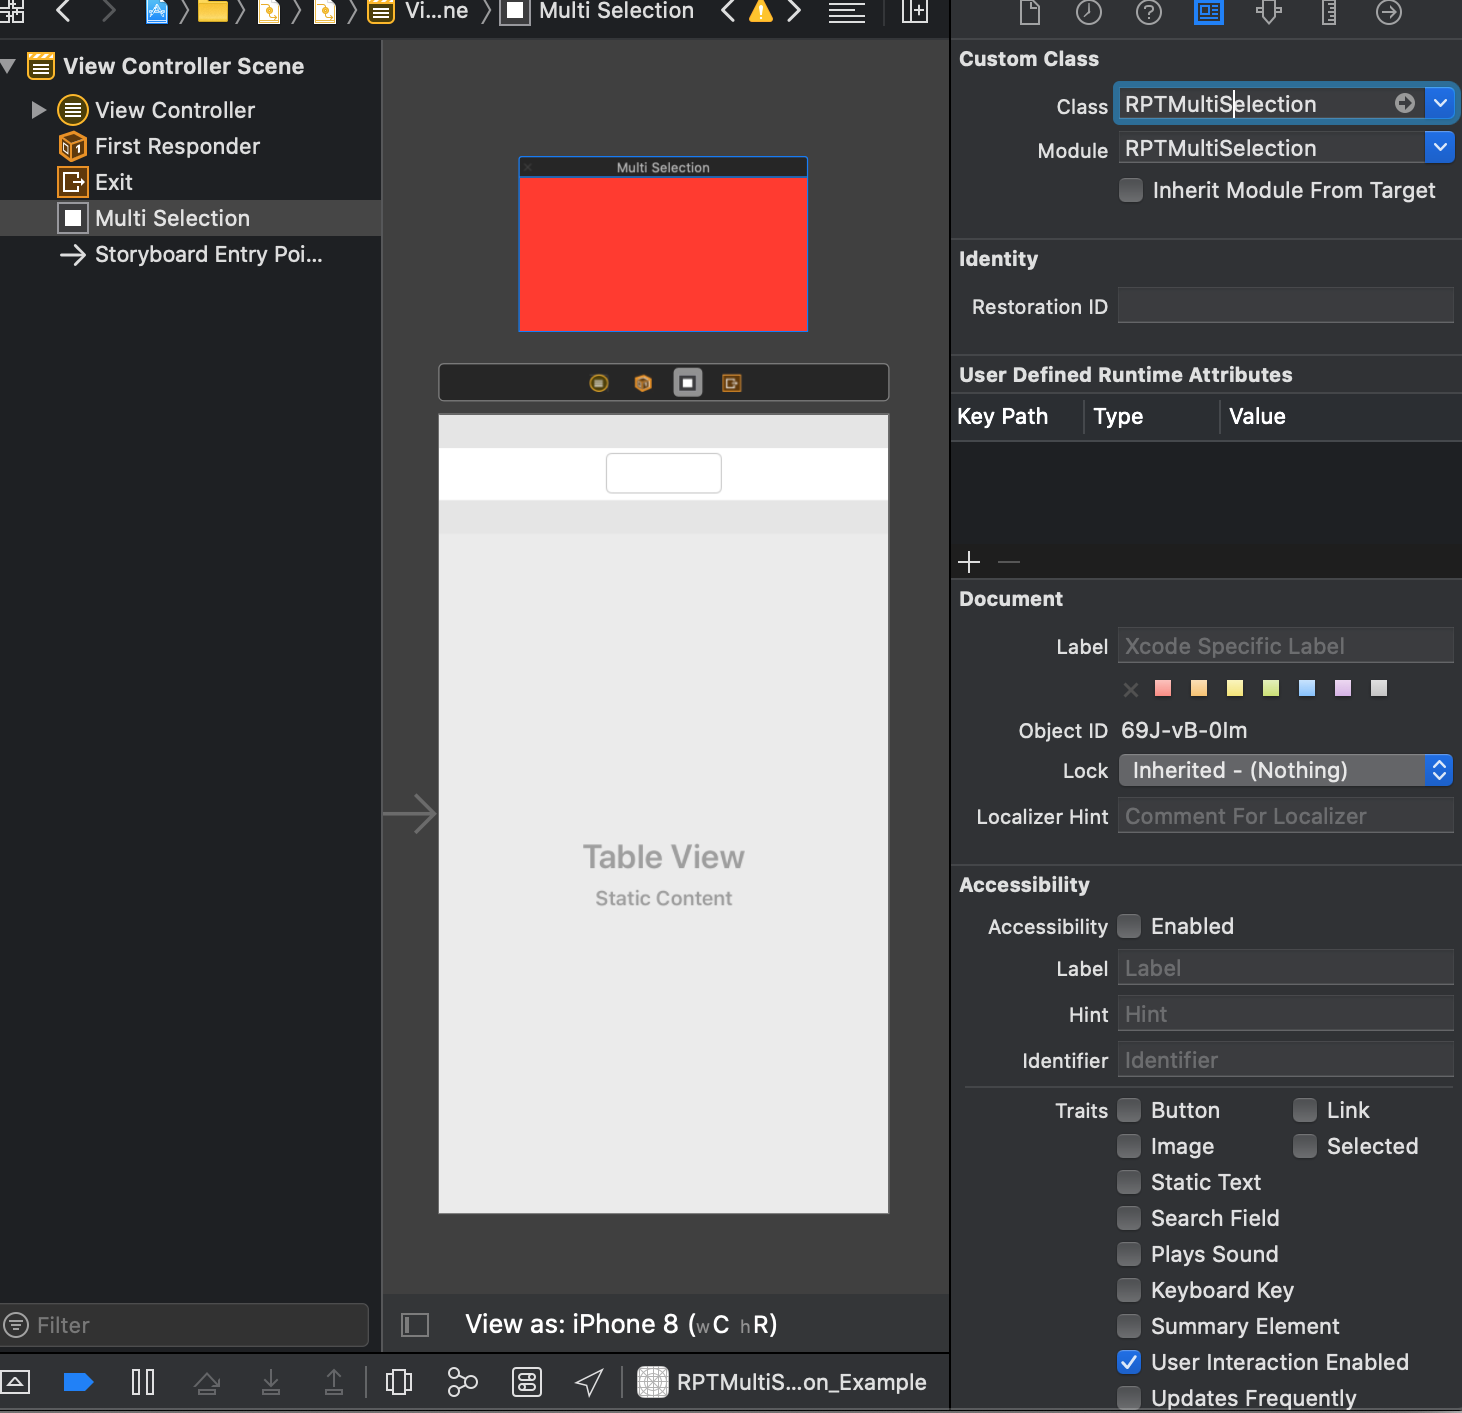 Vi...ne
Multi Selection
View Controller Scene
View Controller
First Responder
Exit
Multi Selection
Storyboard Entry Poi...
Filter
Multi Selection
Table View
Static Content
View as: iPhone 8 (wC hR)
RPTMultiS...on_Example
Custom Class
Class RPTMultiSelection
Module RPTMultiSelection
Inherit Module From Target
Identity
Restoration ID
User Defined Runtime Attributes
Key Path Type Value
Document
Label Xcode Specific Label
Object ID 69J-vB-0Im
Lock Inherited - (Nothing)
Localizer Hint Comment For Localizer
Accessibility
Accessibility Enabled
Label Label
Hint Hint
Identifier Identifier
Traits Button Link
Image Selected
Static Text
Search Field
Plays Sound
Keyboard Key
Summary Element
User Interaction Enabled
Updates Frequently